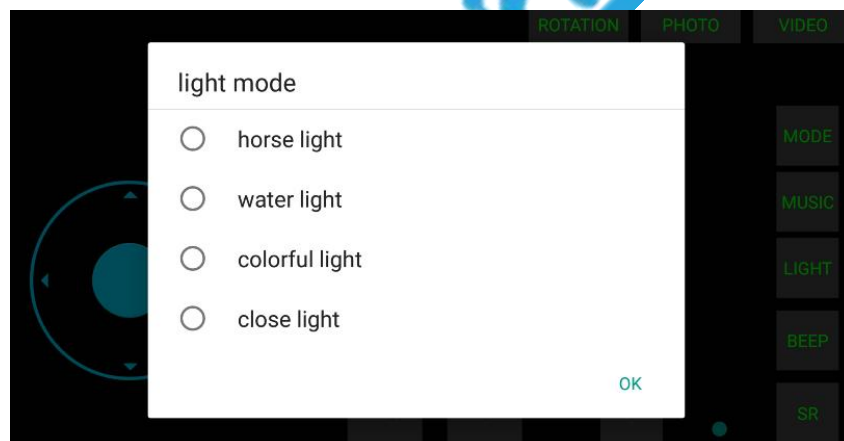 ROTATION PHOTO VIDEO
light mode
horse light
MODE
water light
MUSIC
colorful light
LIGHT
close light
BEEP
OK
SR